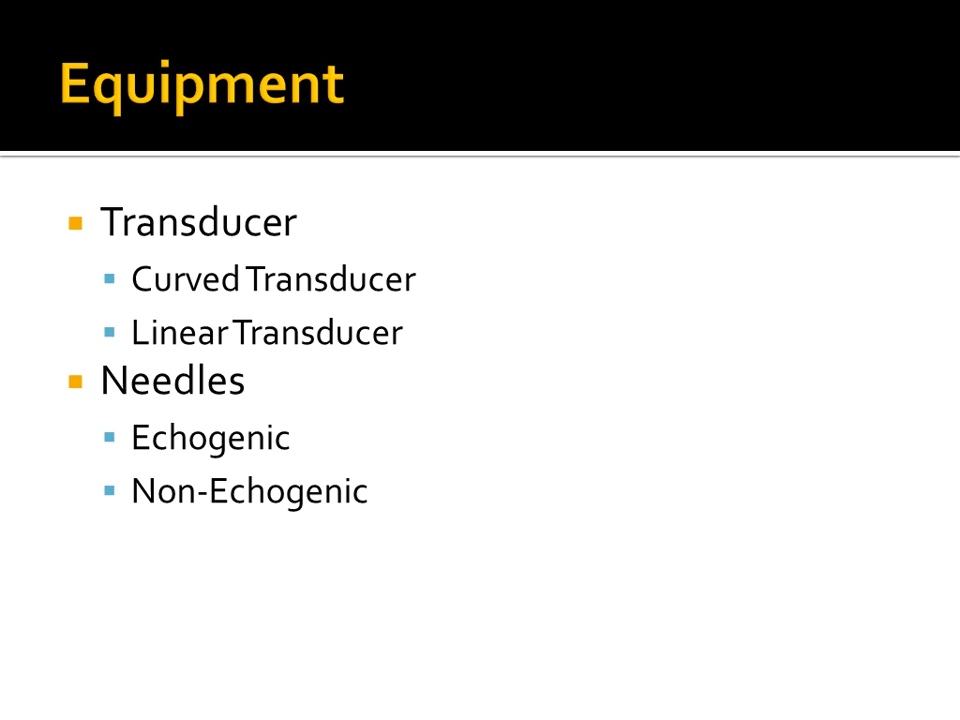 Equipment
Transducer
Curved Transducer
Linear Transducer
Needles
Echogenic
Non-Echogenic